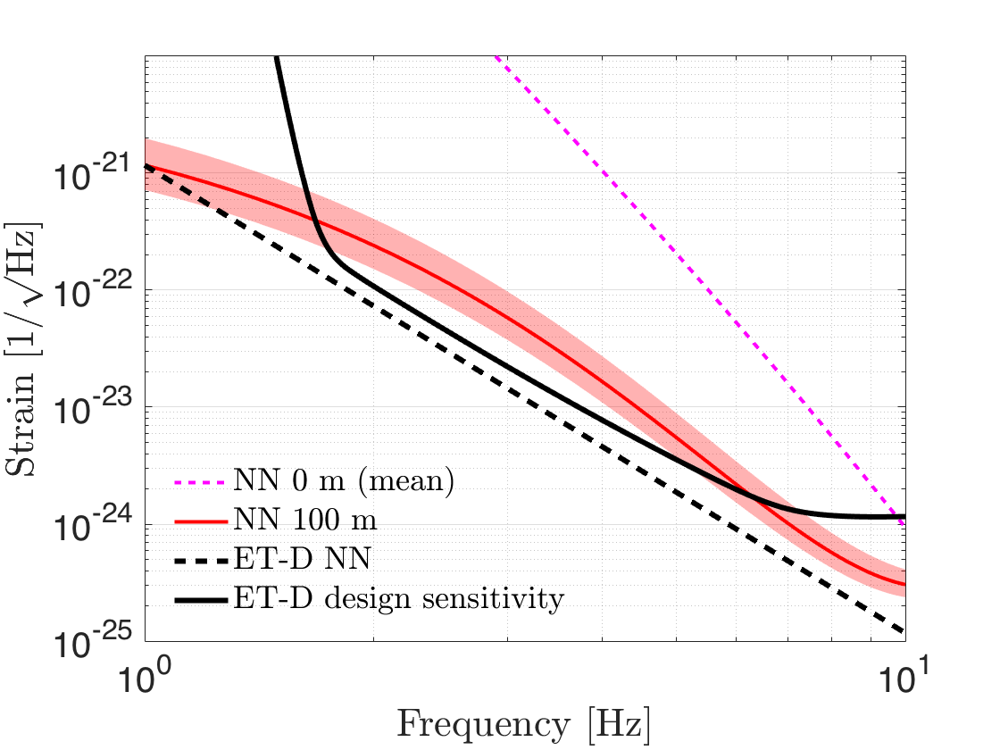 10^-21
10^-22
10^-23
10^-24
10^-25
Strain [1/√Hz]
NN 0 m (mean)
NN 100 m
ET-D NN
ET-D design sensitivity
10^0
10^1
Frequency [Hz]